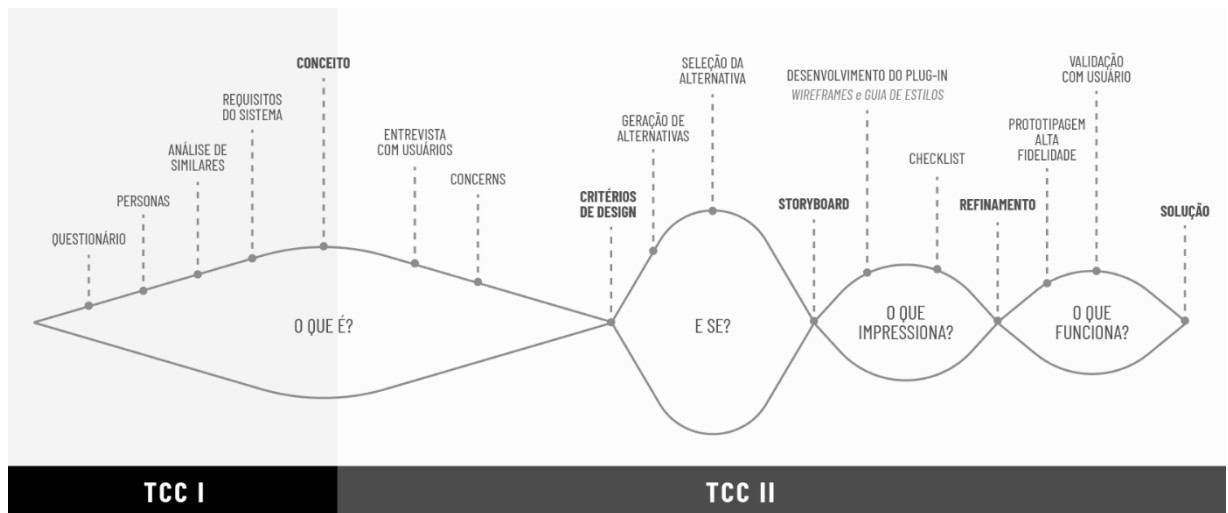 QUESTIONÁRIO
PERSONAS
ANÁLISE DE
SIMILARES
REQUISITOS
DO SISTEMA
CONCEITO
ENTREVISTA
COM USUÁRIOS
CONCERNS
CRITÉRIOS
DE DESIGN
GERAÇÃO DE
ALTERNATIVAS
SELEÇÃO DA
ALTERNATIVA
STORYBOARD
DESENVOLVIMENTO DO PLUG-IN
WIREFRAMES e GUIA DE ESTILOS
CHECKLIST
REFINAMENTO
PROTOTIPAGEM
ALTA
FIDELIDADE
VALIDAÇÃO
COM USUÁRIO
SOLUÇÃO
O QUE É?
E SE?
O QUE
IMPRESSIONA?
O QUE
FUNCIONA?
TCC I
TCC II